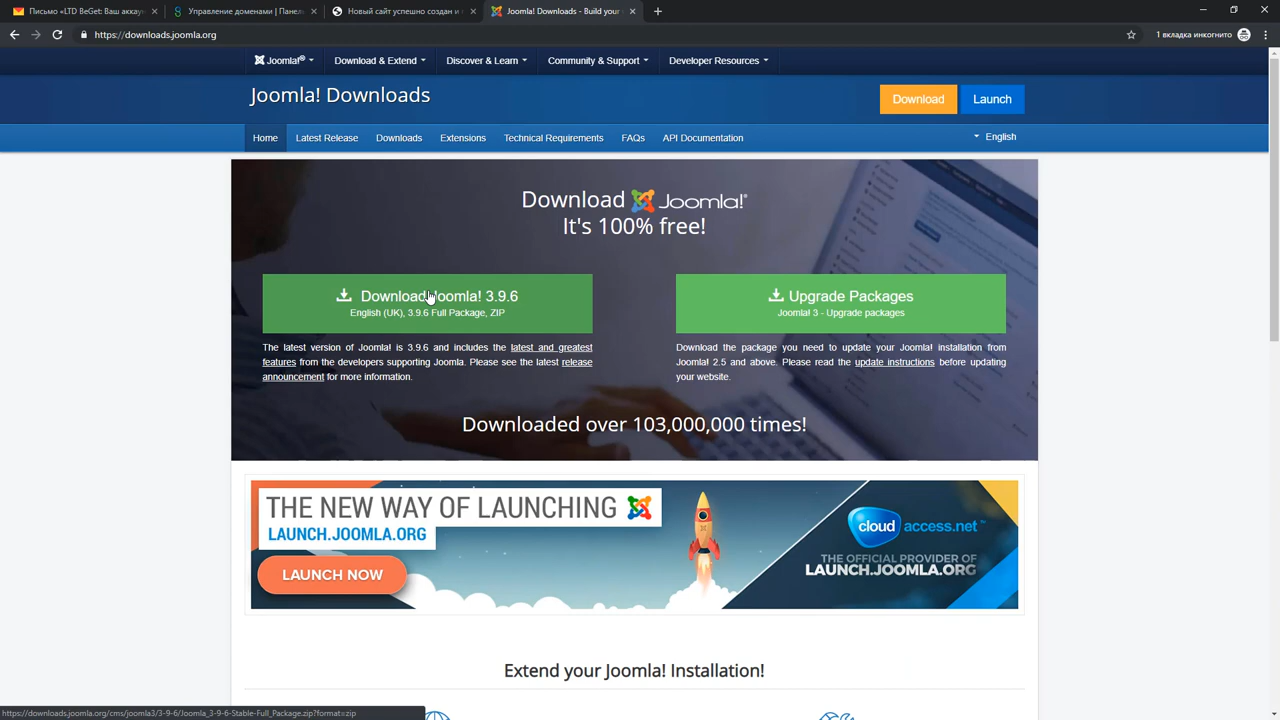 Письмо «LTD BeGet: Ваш аккаун
Управление доменами | Панель
Новый сайт успешно создан и г
Joomla! Downloads - Build your
https://downloads.joomla.org
1 вкладка инкогнито
Joomla!®
Download & Extend
Discover & Learn
Community & Support
Developer Resources
Joomla! Downloads
Download
Launch
Home
Latest Release
Downloads
Extensions
Technical Requirements
FAQs
API Documentation
English
Download Joomla!®
It's 100% free!
Download Joomla! 3.9.6
English (UK), 3.9.6 Full Package, ZIP
Upgrade Packages
Joomla! 3 - Upgrade packages
The latest version of Joomla! is 3.9.6 and includes the latest and greatest
features from the developers supporting Joomla. Please see the latest release
announcement for more information.
Download the package you need to update your Joomla! installation from
Joomla! 2.5 and above. Please read the update instructions before updating
your website.
Downloaded over 103,000,000 times!
THE NEW WAY OF LAUNCHING
LAUNCH.JOOMLA.ORG
LAUNCH NOW
cloudaccess.net™
THE OFFICIAL PROVIDER OF
LAUNCH.JOOMLA.ORG
Extend your Joomla! Installation!
https://downloads.joomla.org/cms/joomla3/3-9-6/Joomla_3-9-6-Stable-Full_Package.zip?format=zip